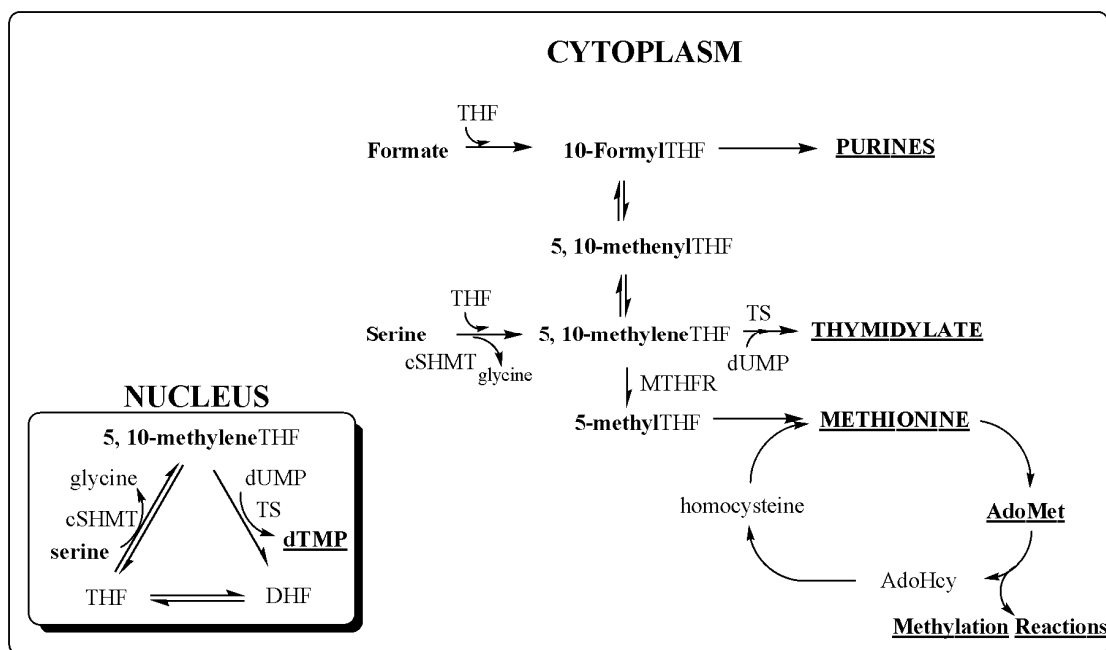 CYTOPLASM
THF
Formate
10-FormylTHF
PURINES
5, 10-methenylTHF
THF
TS
Serine
5, 10-methyleneTHF
THYMIDYLATE
cSHMT
glycine
dUMP
MTHFR
NUCLEUS
5-methylTHF
METHIONINE
5, 10-methyleneTHF
glycine
dUMP
cSHMT
TS
homocysteine
AdoMet
serine
dTMP
THF
DHF
AdoHcy
Methylation Reactions